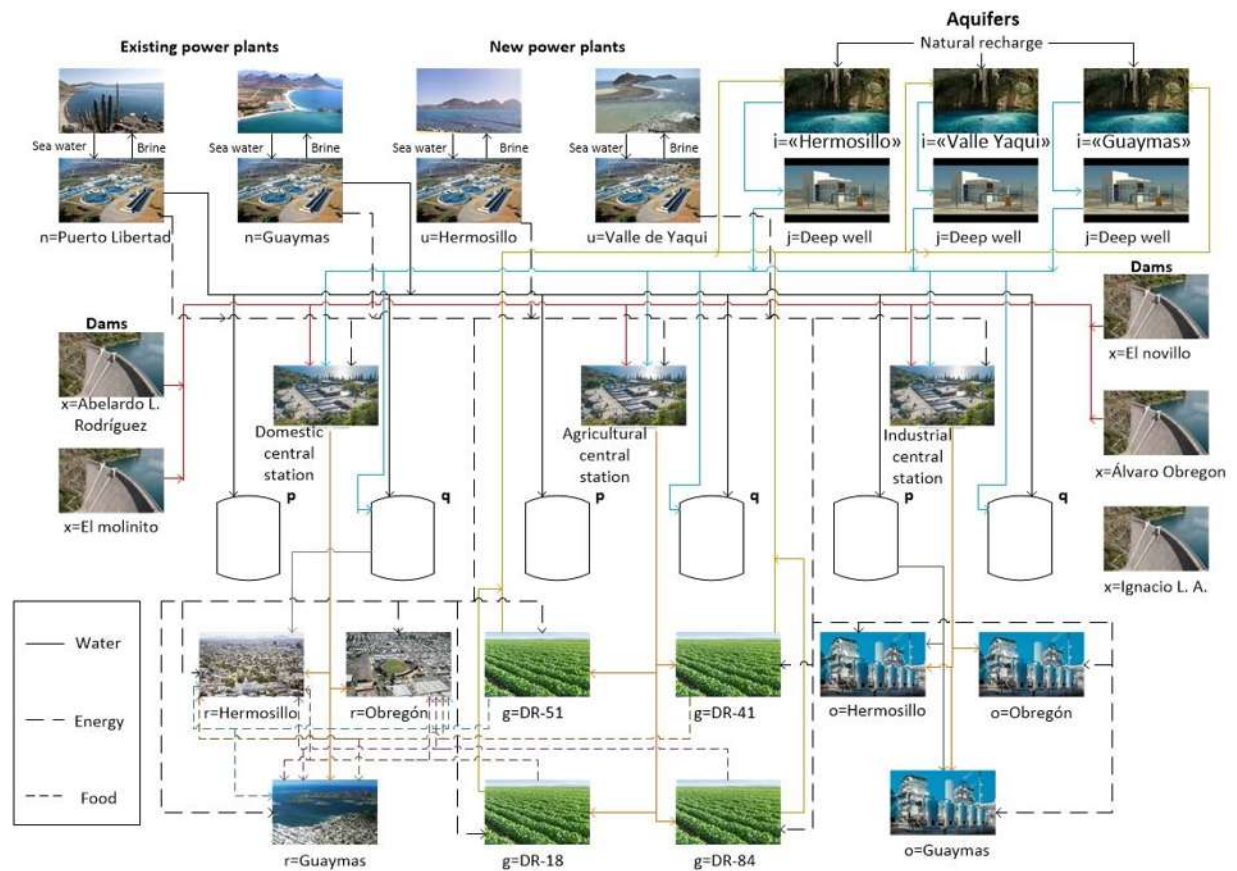 Aquifers
Existing power plants
New power plants
Natural recharge
Sea water
Brine
Sea water
Brine
Sea water
Brine
Sea water
Brine
i=«Hermosillo»
i=«Valle Yaqui»
i=«Guaymas»
n=Puerto Libertad
n=Guaymas
u=Hermosillo
u=Valle de Yaqui
j=Deep well
j=Deep well
j=Deep well
Dams
Dams
x=El novillo
x=Abelardo L.
Rodríguez
Domestic
central
station
Agricultural
central
station
Industrial
central
station
x=Álvaro Obregon
x=El molinito
p
q
p
q
p
q
x=Ignacio L. A.
Water
Energy
Food
r=Hermosillo
r=Obregón
g=DR-51
g=DR-41
o=Hermosillo
o=Obregón
r=Guaymas
g=DR-18
g=DR-84
o=Guaymas